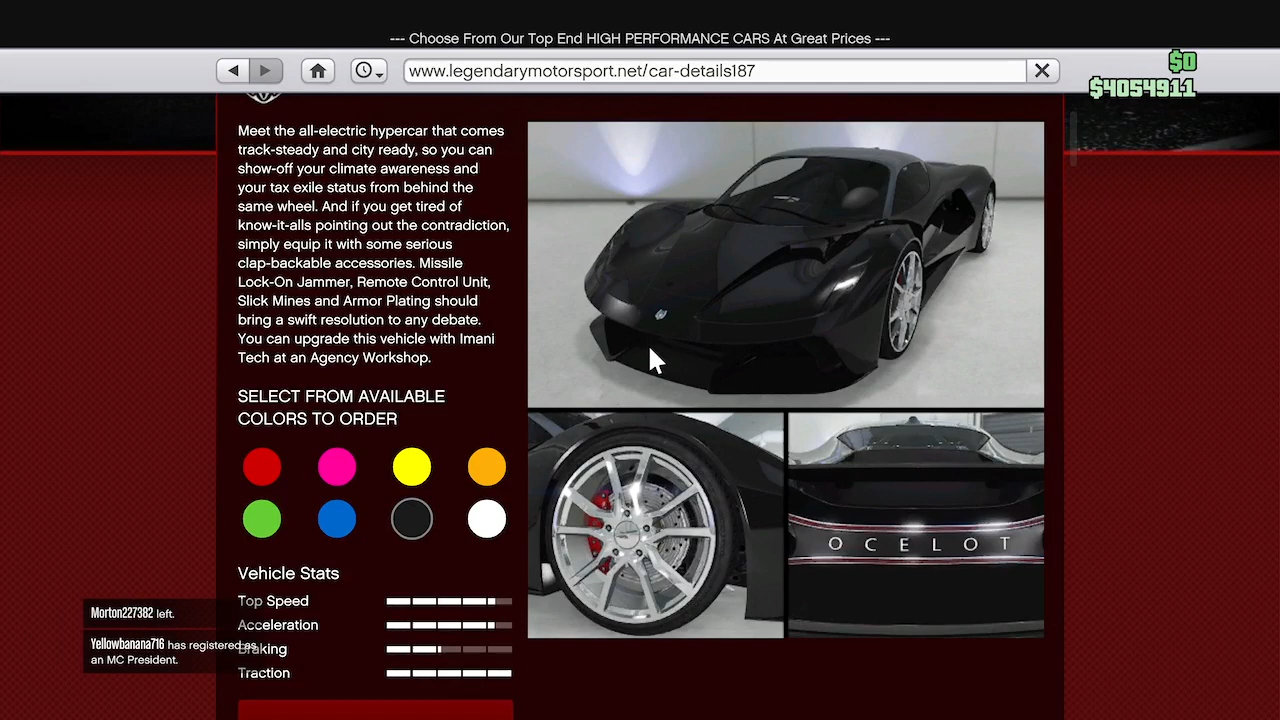 --- Choose From Our Top End HIGH PERFORMANCE CARS At Great Prices ---
www.legendarymotorsport.net/car-details187
$0
$4054911
Meet the all-electric hypercar that comes
track-steady and city ready, so you can
show-off your climate awareness and
your tax exile status from behind the
same wheel. And if you get tired of
know-it-alls pointing out the contradiction,
simply equip it with some serious
clap-backable accessories. Missile
Lock-On Jammer, Remote Control Unit,
Slick Mines and Armor Plating should
bring a swift resolution to any debate.
You can upgrade this vehicle with Imani
Tech at an Agency Workshop.
SELECT FROM AVAILABLE
COLORS TO ORDER
OCELOT
Vehicle Stats
Top Speed
Acceleration
Braking
Traction
Morton227382 left.
Yellowbanana716 has registered as
an MC President.